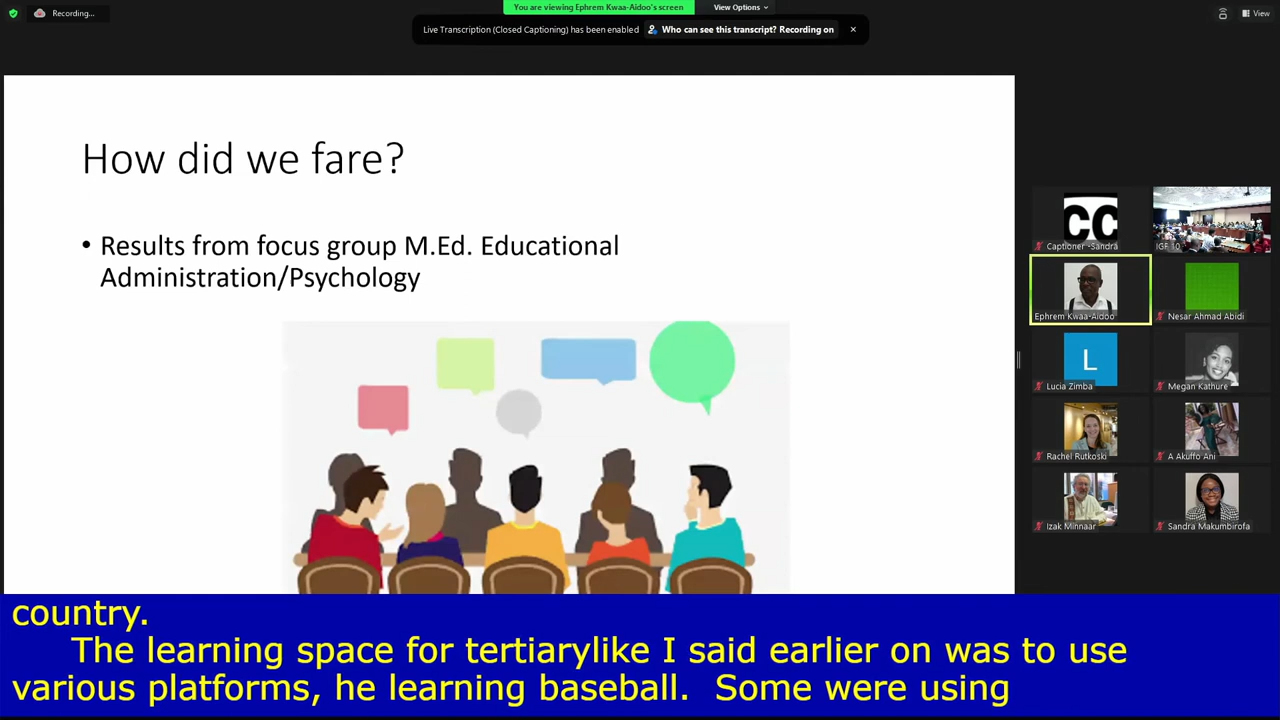 You are viewing Ephrem Kwaa-Aidoo's screen
View Options
Recording...
View
Live Transcription (Closed Captioning) has been enabled
Who can see this transcript? Recording on
How did we fare?
• Results from focus group M.Ed. Educational
Administration/Psychology
CC
Captioner -Sandra
IGF 10
Ephrem Kwaa-Aidoo
Nesar Ahmad Abidi
L
Lucia Zimba
Megan Kathure
Rachel Rutkoski
A Akuffo Ani
Izak Minnaar
Sandra Makumbirofa
country.
The learning space for tertiarylike I said earlier on was to use
various platforms, he learning baseball. Some were using